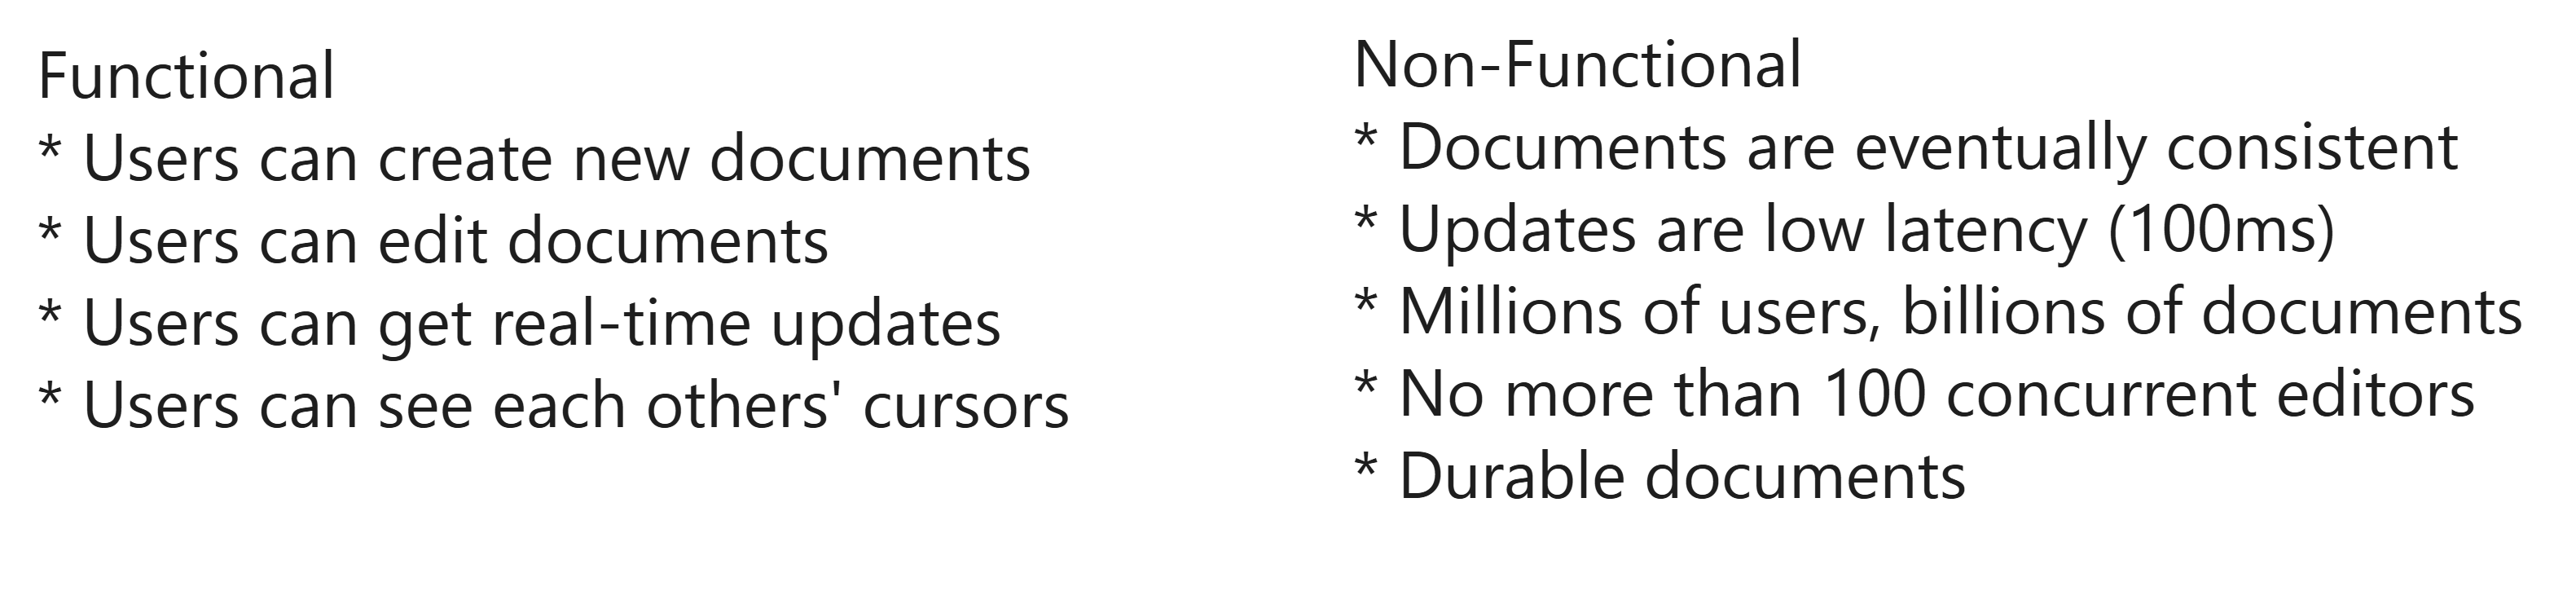 Functional
* Users can create new documents
* Users can edit documents
* Users can get real-time updates
* Users can see each others' cursors
Non-Functional
* Documents are eventually consistent
* Updates are low latency (100ms)
* Millions of users, billions of documents
* No more than 100 concurrent editors
* Durable documents